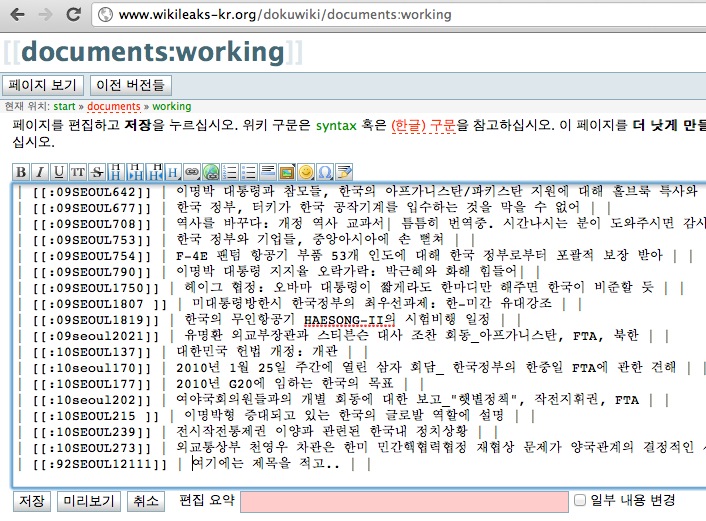 www.wikileaks-kr.org/dokuwiki/documents:working
[[documents:working]]
페이지 보기 이전 버전들
현재 위치: start » documents » working
페이지를 편집하고 저장을 누르십시오. 위키 구문은 syntax 혹은 (한글) 구문을 참고하십시오. 이 페이지를 더 낫게 만들
십시오.
B I U TT S H H H H
| [[:09SEOUL642]] | 이명박 대통령과 참모들, 한국의 아프가니스탄/파키스탄 지원에 대해 홀브룩 특사와
| [[:09SEOUL677]] | 한국 정부, 터키가 한국 공작기계를 입수하는 것을 막을 수 없어 | |
| [[:09SEOUL708]] | 역사를 바꾸다: 개정 역사 교과서| 틈틈히 번역중. 시간나시는 분이 도와주시면 감사
| [[:09SEOUL753]] | 한국 정부와 기업들, 중앙아시아에 손 뻗쳐 | |
| [[:09SEOUL754]] | F-4E 팬텀 항공기 부품 53개 인도에 대해 한국 정부로부터 포괄적 보장 받아 | |
| [[:09SEOUL790]] | 이명박 대통령 지지율 오락가락: 박근혜와 화해 힘들어| |
| [[:09SEOUL1750]] | 헤이그 협정: 오바마 대통령이 짧게라도 한마디만 해주면 한국이 비준할 듯 | |
| [[:09SEOUL1807 ]] | 미대통령방한시 한국정부의 최우선과제: 한-미간 유대강조 | |
| [[:09SEOUL1819]] | 한국의 무인항공기 HAESONG-II의 시험비행 일정 | |
| [[:09seoul2021]] | 유명환 외교부장관과 스티븐슨 대사 조찬 회동_아프가니스탄, FTA, 북한 | |
| [[:10SEOUL137]] | 대한민국 헌법 개정: 개관 | |
| [[:10seoul170]] | 2010년 1월 25일 주간에 열린 삼자 회담_ 한국정부의 한중일 FTA에 관한 견해 | |
| [[:10SEOUL177]] | 2010년 G20에 임하는 한국의 목표 | |
| [[:10seoul202]] | 여야국회의원들과의 개별 회동에 대한 보고_"햇빛정책", 작전지휘권, FTA | |
| [[:10SEOUL215 ]] | 이명박형 증대되고 있는 한국의 글로발 역할에 설명 | |
| [[:10SEOUL239]] | 전시작전통제권 이양과 관련된 한국내 정치상황 | |
| [[:10SEOUL273]] | 외교통상부 천영우 차관은 한미 민간핵협력협정 재협상 문제가 양국관계의 결정적인
| [[:92SEOUL12111]] | 여기에는 제목을 적고.. | |
저장 미리보기 취소 편집 요약 일부 내용 변경